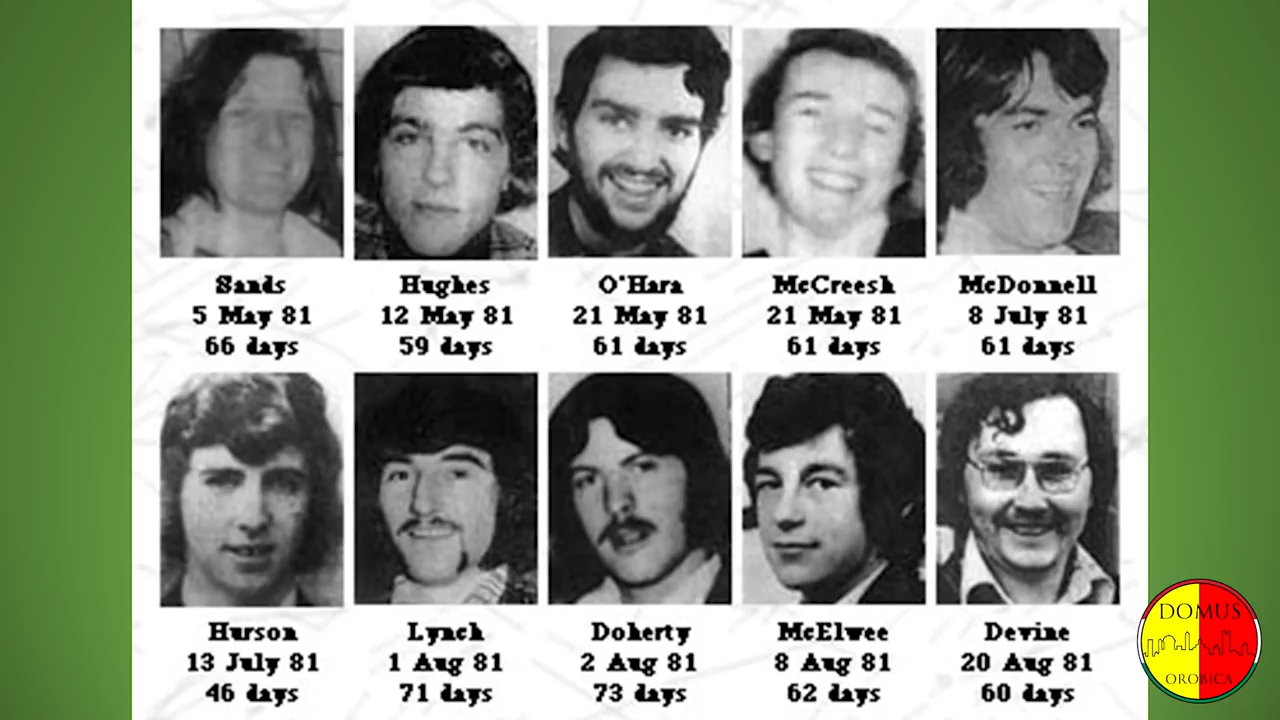 Sands Hughes O'Hara McCreesh McDonnell
5 May 81 12 May 81 21 May 81 21 May 81 8 July 81
66 days 59 days 61 days 61 days 61 days
Hurson Lynch Doherty McElwee Devine
13 July 81 1 Aug 81 2 Aug 81 8 Aug 81 20 Aug 81
46 days 71 days 73 days 62 days 60 days
DOMUS
OROBICA